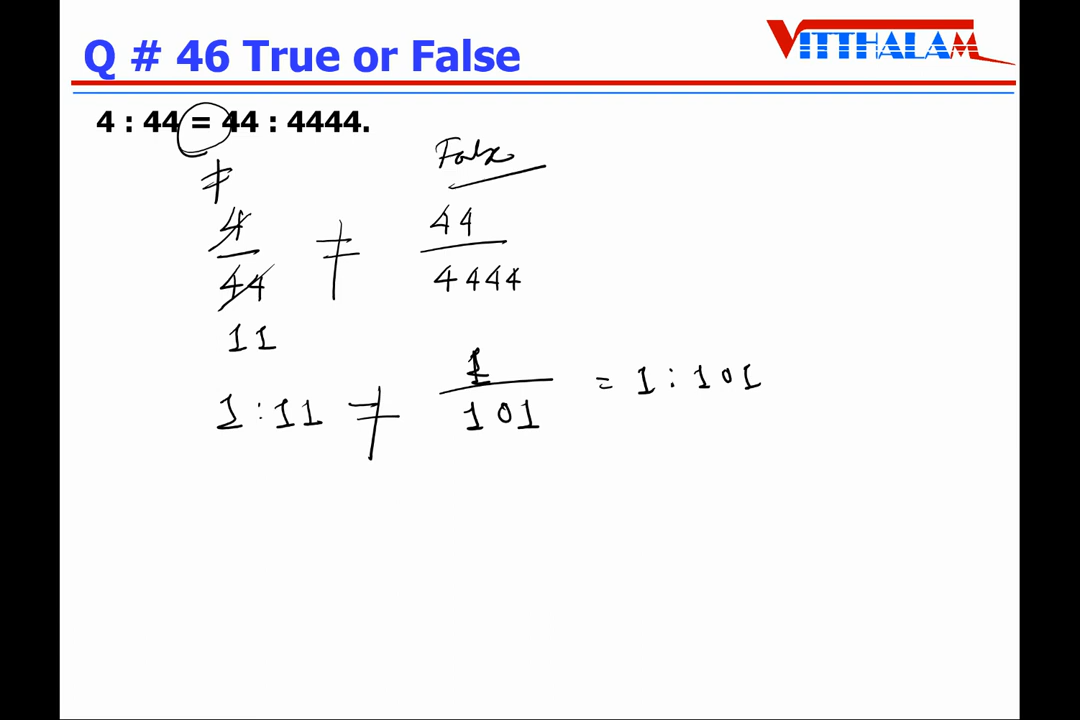 Q # 46 True or False
VITTHALAM
4 : 44 = 44 : 4444.
False
≠
4/44 ≠ 44/4444
11
1 : 11 ≠ 1/101 = 1 : 101